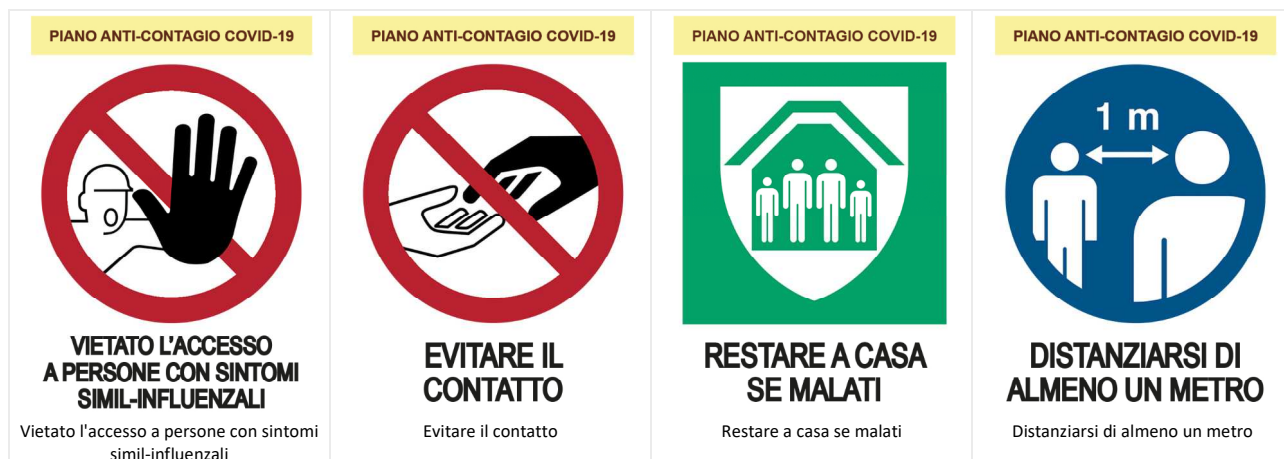 PIANO ANTI-CONTAGIO COVID-19
VIETATO L'ACCESSO
A PERSONE CON SINTOMI
SIMIL-INFLUENZALI
Vietato l'accesso a persone con sintomi
simil-influenzali
PIANO ANTI-CONTAGIO COVID-19
EVITARE IL
CONTATTO
Evitare il contatto
PIANO ANTI-CONTAGIO COVID-19
RESTARE A CASA
SE MALATI
Restare a casa se malati
PIANO ANTI-CONTAGIO COVID-19
1 m
DISTANZIARSI DI
ALMENO UN METRO
Distanziarsi di almeno un metro